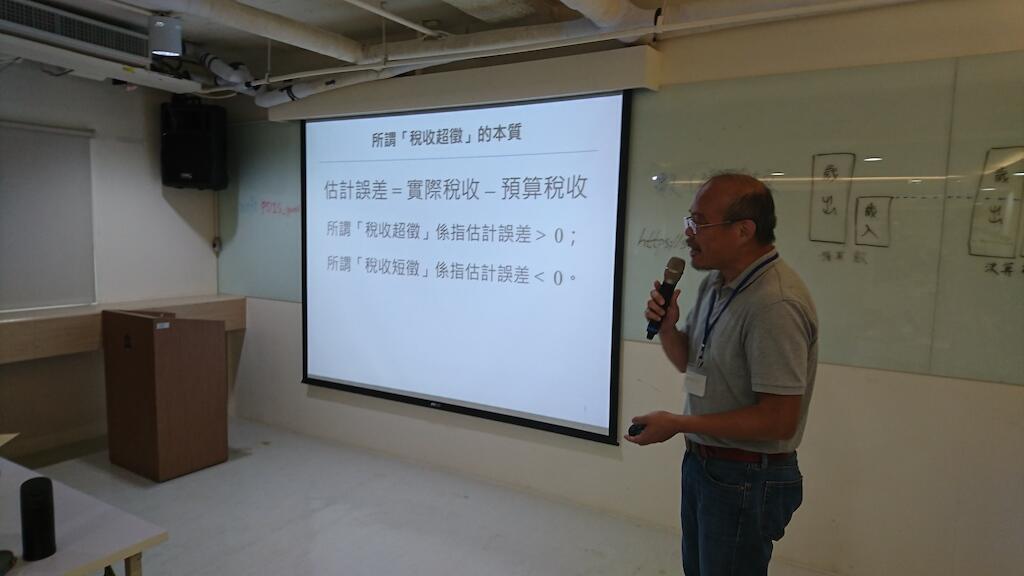 所謂「稅收超徵」的本質
估計誤差 = 實際稅收 – 預算稅收
所謂「稅收超徵」係指估計誤差 > 0；
所謂「稅收短徵」係指估計誤差 < 0。
歲出
歲入
歲出